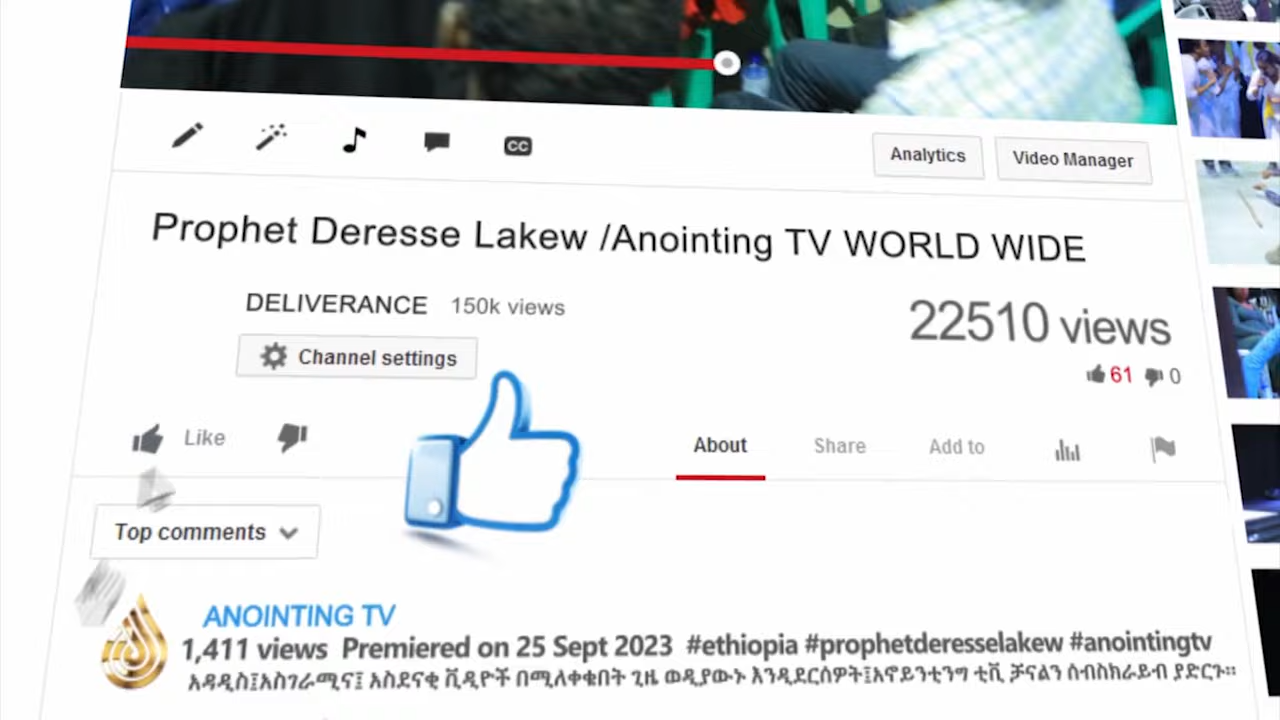 CC
Analytics
Video Manager
Prophet Deresse Lakew /Anointing TV WORLD WIDE
DELIVERANCE 150k views
22510 views
Channel settings
61 0
Like
About Share Add to
Top comments
ANOINTING TV
1,411 views Premiered on 25 Sept 2023 #ethiopia #prophetderesselakew #anointingtv
አዳዲስ፤አስገራሚና፤ አስደናቂ ቪዲዮች በሚለቀቁበት ጊዜ ወዲያውኑ እንዲደርሰዎት፤አኖይንቲንግ ቲቪ ቻናልን ሰብስክራይብ ያድርጉ።